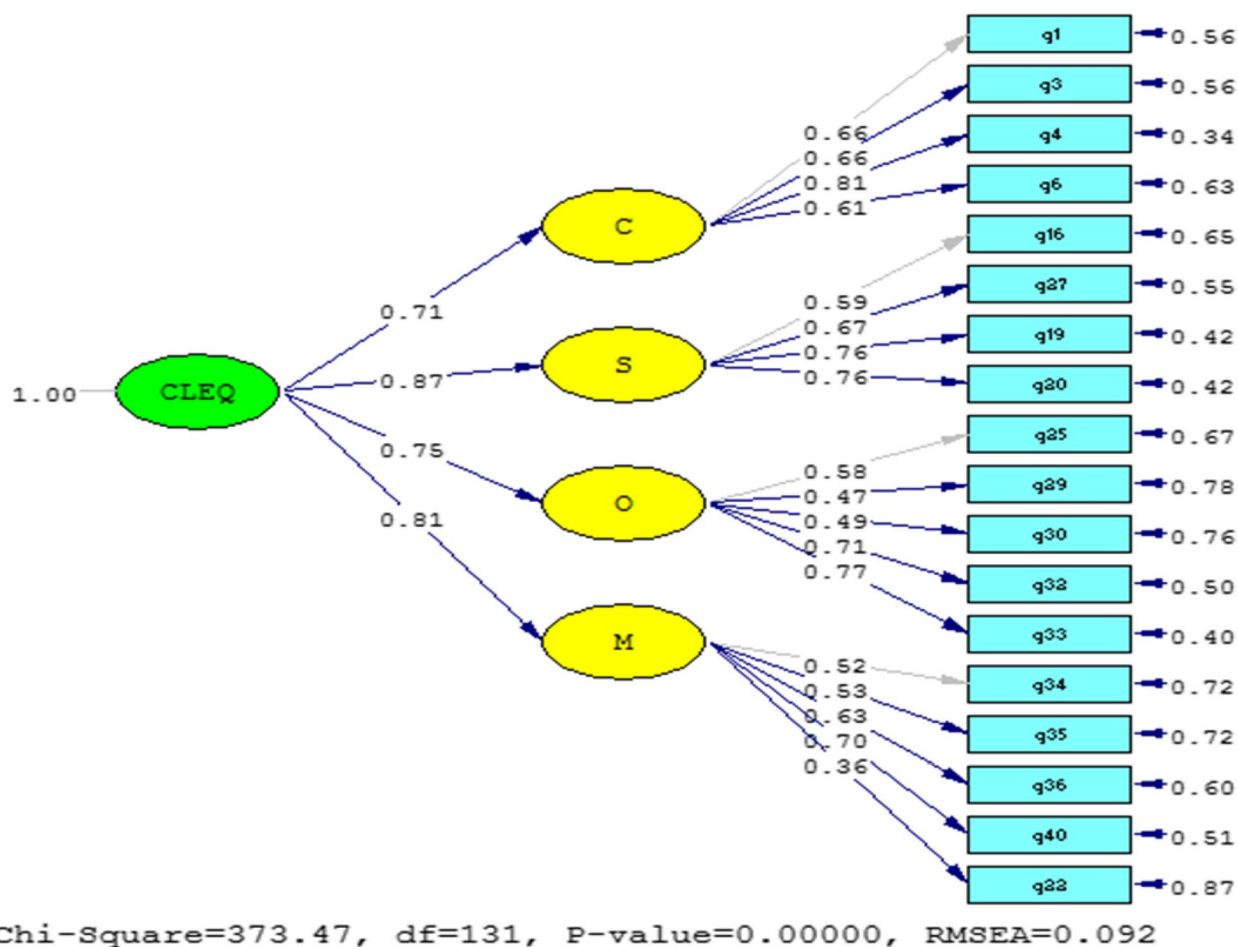 q1 0.56
q3 0.56
0.66
q4 0.34
0.66
0.81
q6 0.63
0.61
C
q16 0.65
q27 0.55
0.59
0.71
0.67
q19 0.42
0.76
S
0.76
0.87
q20 0.42
1.00 CLEQ
q25 0.67
0.75
0.58
q29 0.78
0.47
O
0.49
0.81
q30 0.76
0.71
0.77
q32 0.50
q33 0.40
M
0.52
q34 0.72
0.53
0.63
q35 0.72
0.70
0.36
q36 0.60
q40 0.51
q22 0.87
Chi-Square=373.47, df=131, P-value=0.00000, RMSEA=0.092